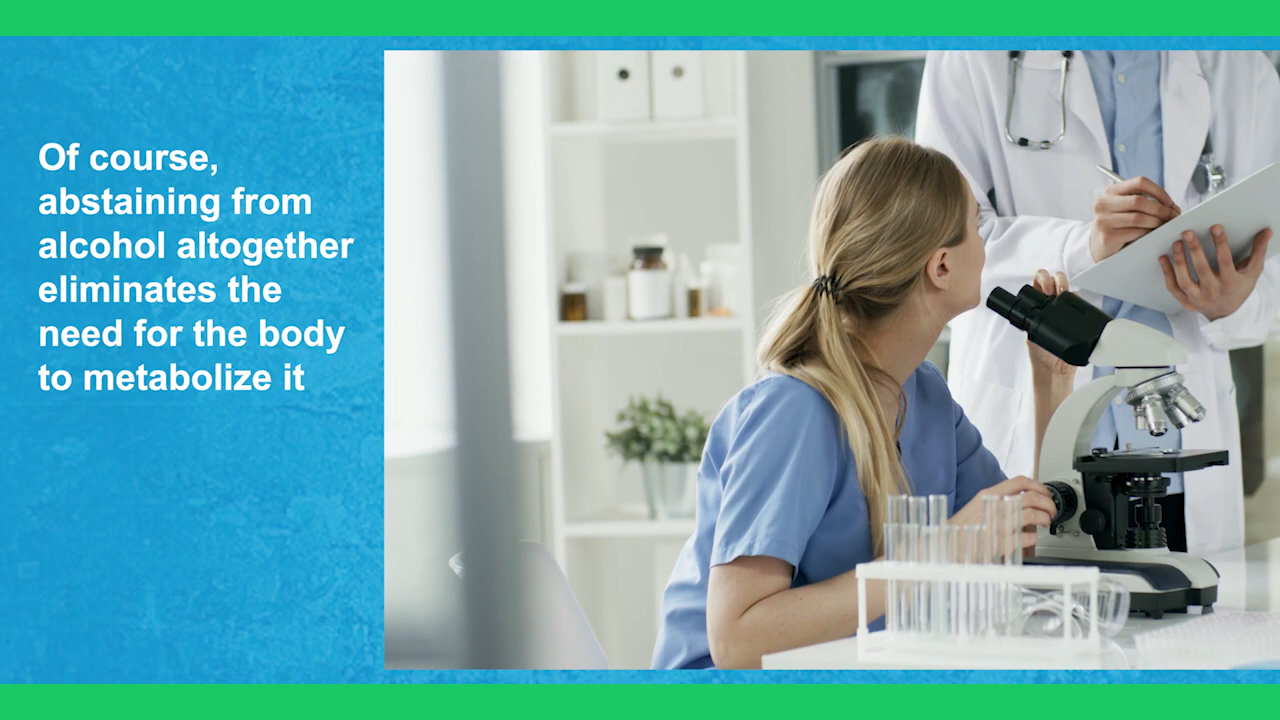 Of course,
abstaining from
alcohol altogether
eliminates the
need for the body
to metabolize it